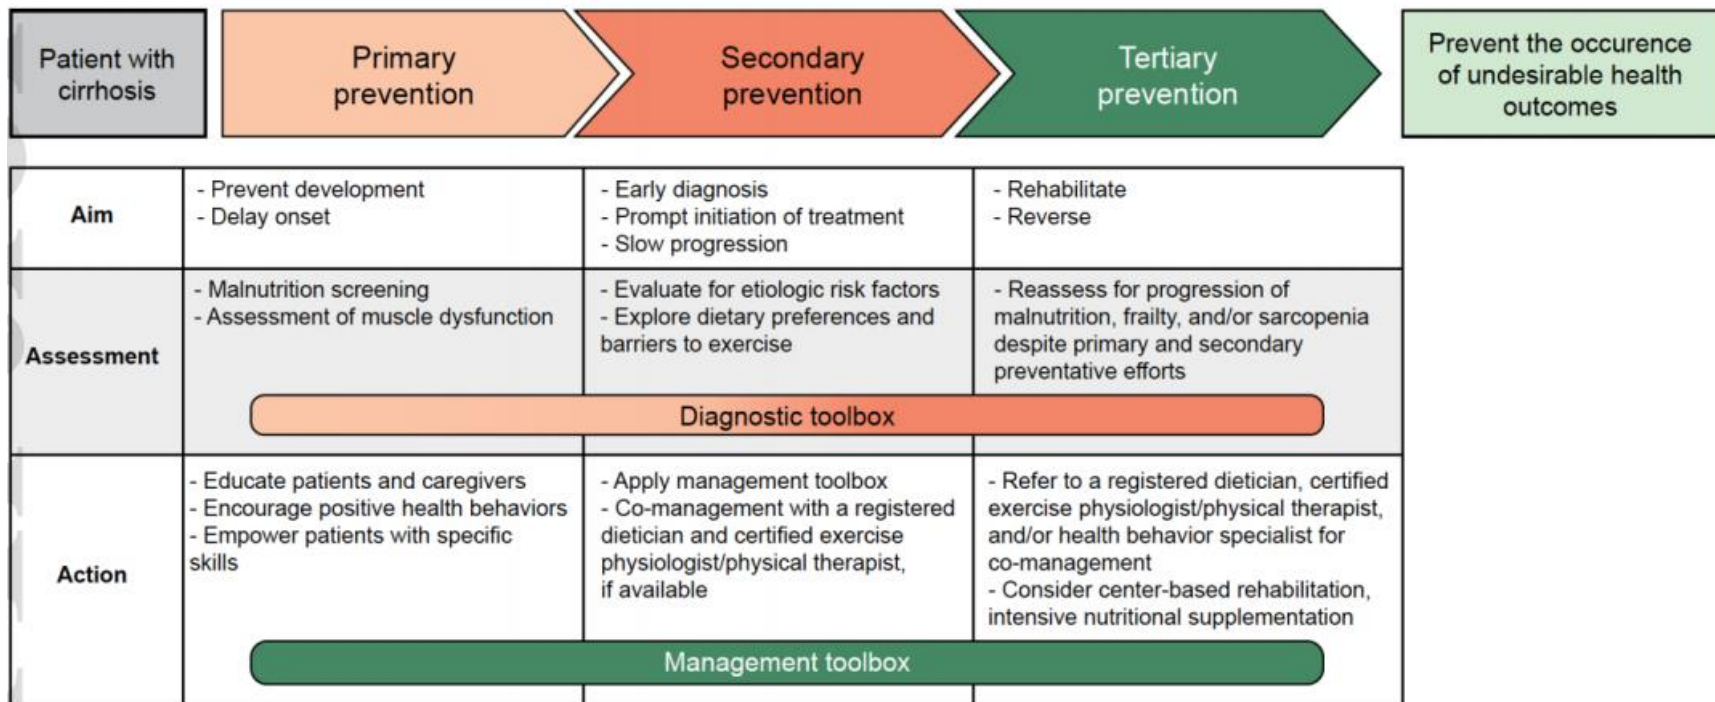 Patient with
cirrhosis
Primary
prevention
Secondary
prevention
Tertiary
prevention
Prevent the occurence
of undesirable health
outcomes
Aim
- Prevent development
- Delay onset
- Early diagnosis
- Prompt initiation of treatment
- Slow progression
- Rehabilitate
- Reverse
Assessment
- Malnutrition screening
- Assessment of muscle dysfunction
- Evaluate for etiologic risk factors
- Explore dietary preferences and
barriers to exercise
- Reassess for progression of
malnutrition, frailty, and/or sarcopenia
despite primary and secondary
preventative efforts
Diagnostic toolbox
Action
- Educate patients and caregivers
- Encourage positive health behaviors
- Empower patients with specific
skills
- Apply management toolbox
- Co-management with a registered
dietician and certified exercise
physiologist/physical therapist,
if available
- Refer to a registered dietician, certified
exercise physiologist/physical therapist,
and/or health behavior specialist for
co-management
- Consider center-based rehabilitation,
intensive nutritional supplementation
Management toolbox